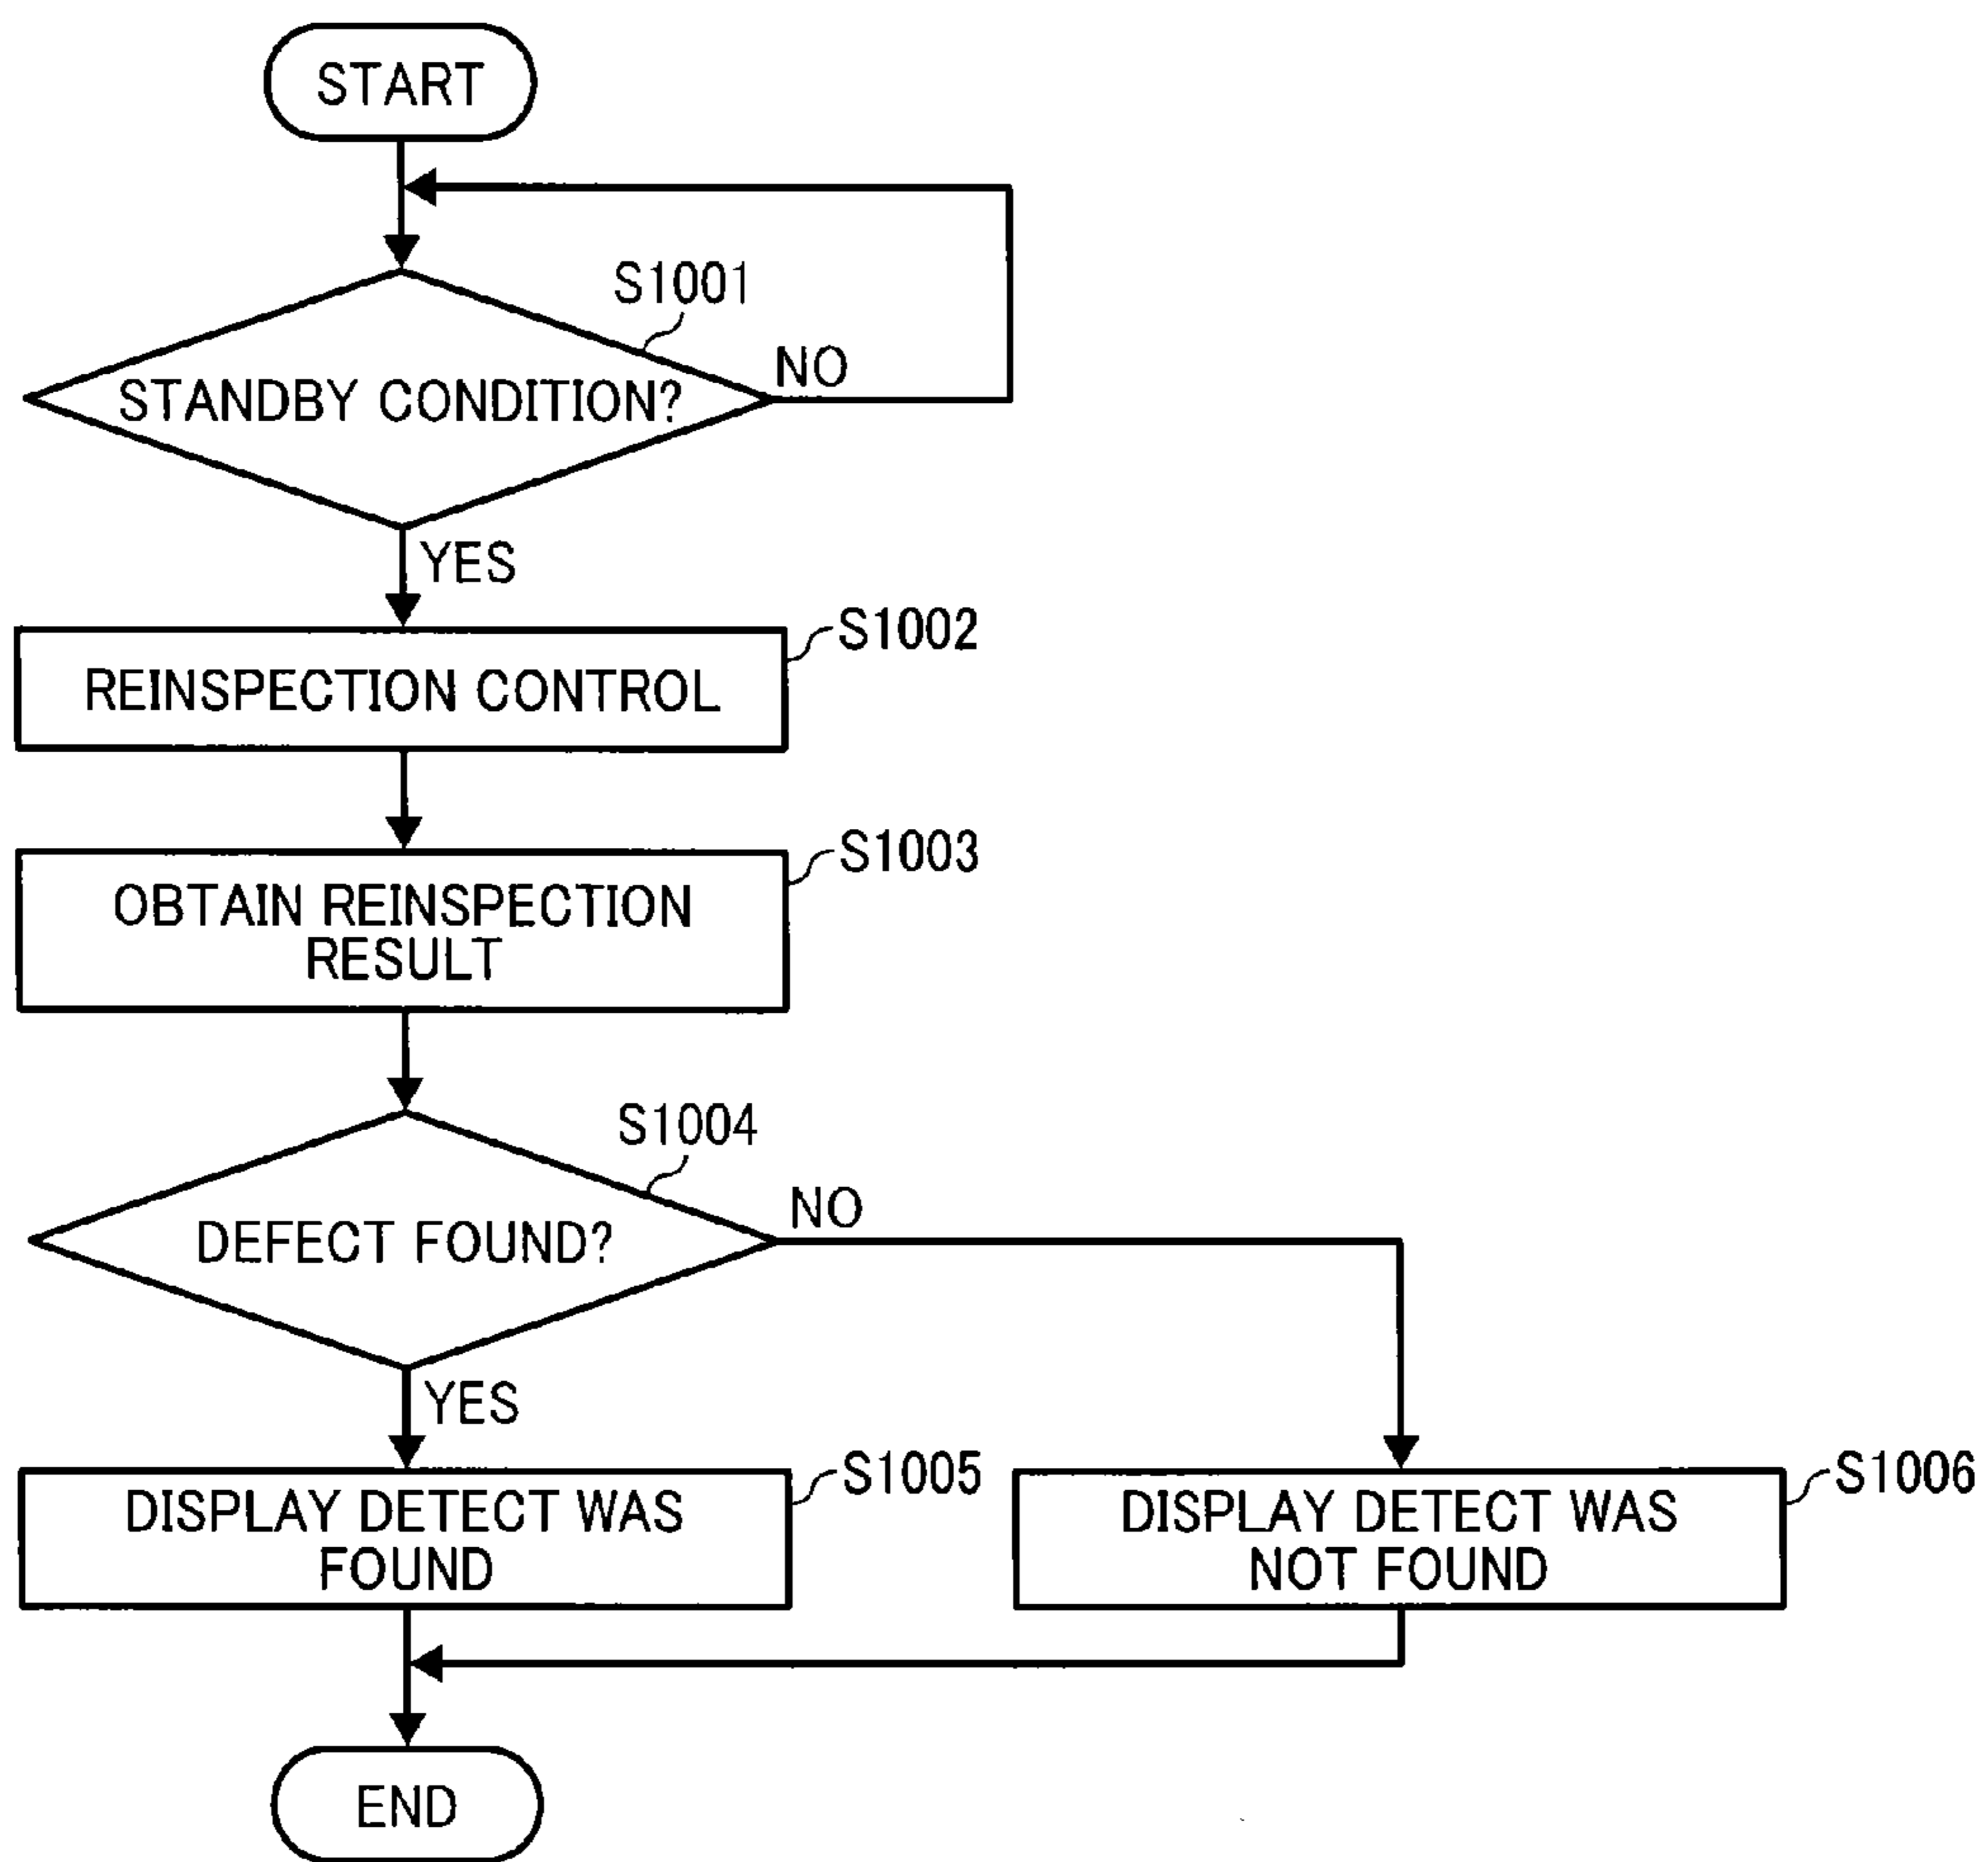 START
S1001
STANDBY CONDITION?
NO
YES
S1002
REINSPECTION CONTROL
S1003
OBTAIN REINSPECTION
RESULT
S1004
DEFECT FOUND?
NO
YES
S1005
DISPLAY DETECT WAS
FOUND
S1006
DISPLAY DETECT WAS
NOT FOUND
END